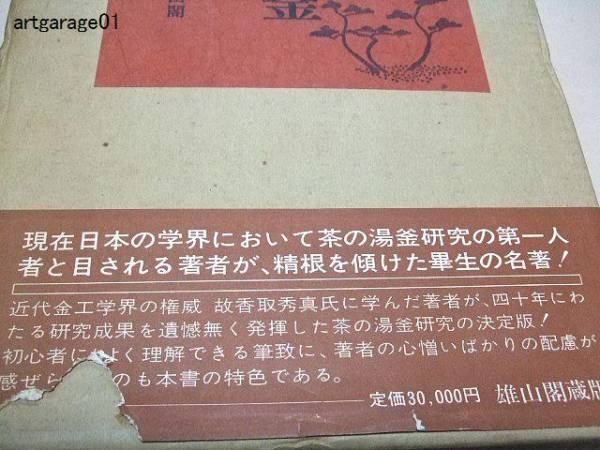 artgarage01
釜
閣
現在日本の学界において茶の湯釜研究の第一人
者と目される著者が、精根を傾けた畢生の名著!
近代金工学界の権威 故香取秀真氏に学んだ著者が、四十年にわ
たる研究成果を遺憾無く発揮した茶の湯釜研究の決定版!
初心者によく理解できる筆致に、著者の心憎いばかりの配慮が
感ぜら のも本書の特色である。
定価30,000円 雄山閣蔵版